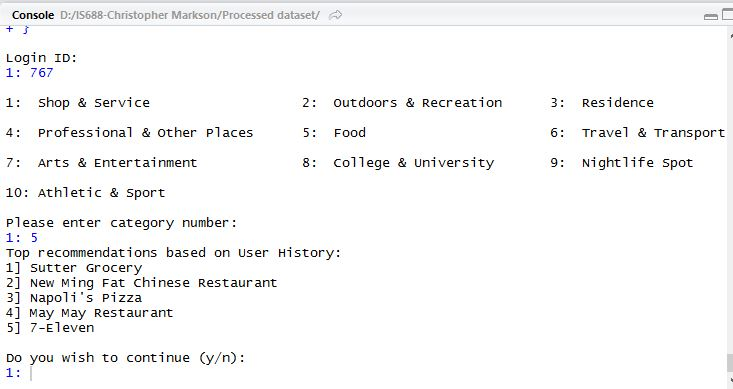 Console D:/IS688-Christopher Markson/Processed dataset/
+ }
Login ID:
1: 767
1: Shop & Service 2: Outdoors & Recreation 3: Residence
4: Professional & Other Places 5: Food 6: Travel & Transport
7: Arts & Entertainment 8: College & University 9: Nightlife Spot
10: Athletic & Sport
Please enter category number:
1: 5
Top recommendations based on User History:
1] Sutter Grocery
2] New Ming Fat Chinese Restaurant
3] Napoli's Pizza
4] May May Restaurant
5] 7-Eleven
Do you wish to continue (y/n):
1: